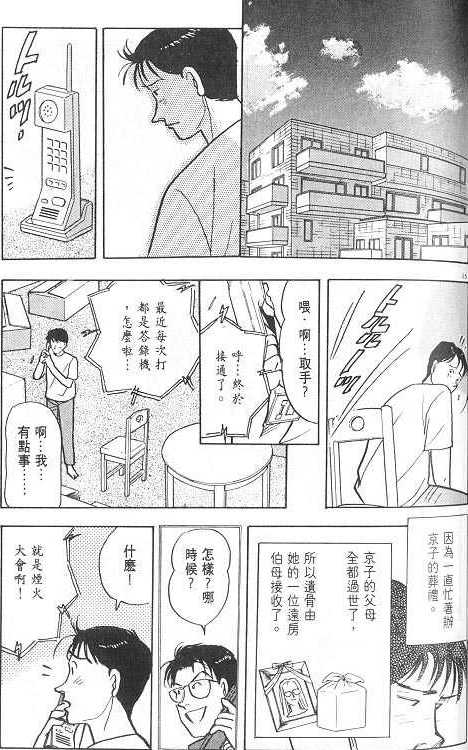 トルルッ
喂．啊…取手？
呼…終於
接通了。
最近每次打
都是答錄機
，怎麼啦…
啊…我…
有點事……
因為一直忙著辦
京子的葬禮。
京子的父母
全都過世了，
所以遺骨由
她的一位遠房
伯母接收了。
怎樣？哪
時候？
什麼！
就是煙火
大會啊！